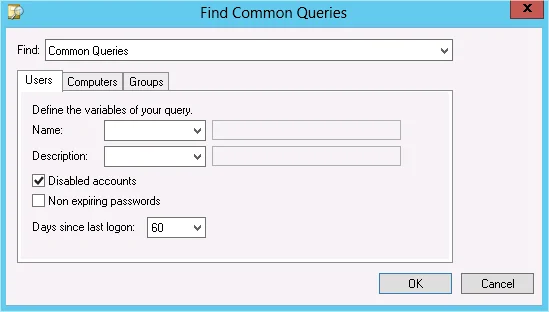 Find Common Queries
x
Find: Common Queries
Users Computers Groups
Define the variables of your query.
Name:
Description:
Disabled accounts
Non expiring passwords
Days since last logon: 60
OK Cancel